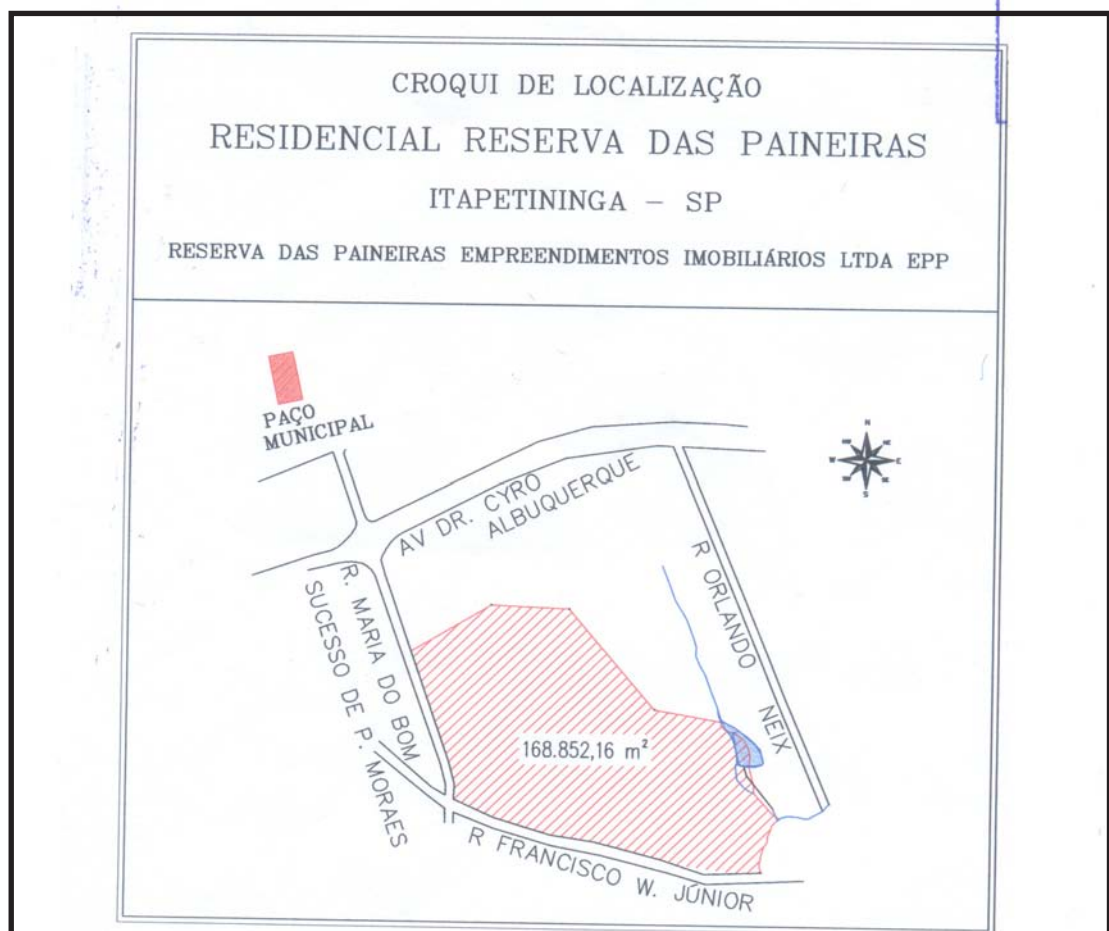 CROQUI DE LOCALIZAÇÃO
RESIDENCIAL RESERVA DAS PAINEIRAS
ITAPETININGA – SP
RESERVA DAS PAINEIRAS EMPREENDIMENTOS IMOBILIÁRIOS LTDA EPP
PAÇO
MUNICIPAL
AV DR. CYRO
ALBUQUERQUE
N
W
E
S
R ORLANDO NEIX
R. MARIA DO BOM
SUCESSO DE P. MORAES
168.852,16 m²
R FRANCISCO W. JÚNIOR